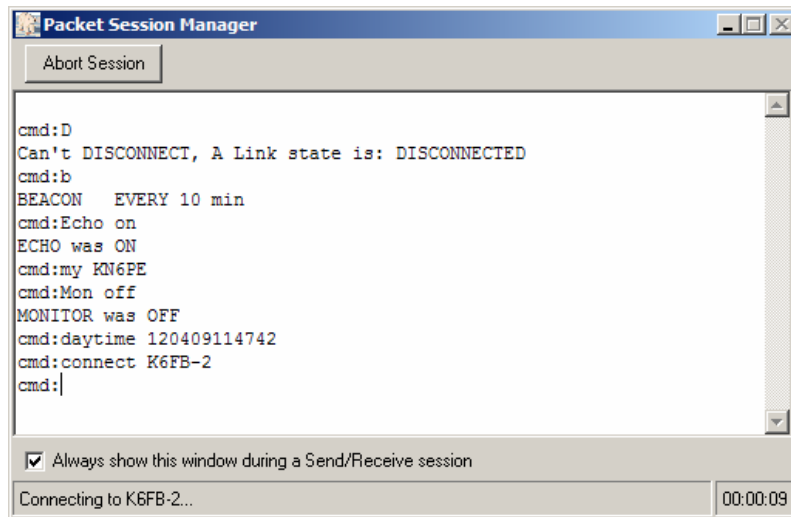 Packet Session Manager
Abort Session
cmd:D
Can't DISCONNECT, A Link state is: DISCONNECTED
cmd:b
BEACON   EVERY 10 min
cmd:Echo on
ECHO was ON
cmd:my KN6PE
cmd:Mon off
MONITOR was OFF
cmd:daytime 120409114742
cmd:connect K6FB-2
cmd:
Always show this window during a Send/Receive session
Connecting to K6FB-2... 00:00:09